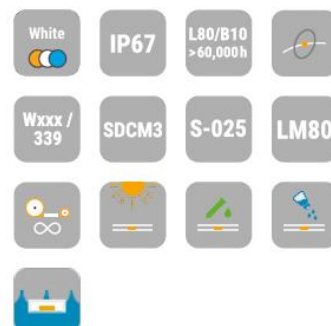 White
IP67
L80/B10
>60,000h
Wxxx /
339
SDCM3
S-025
LM80